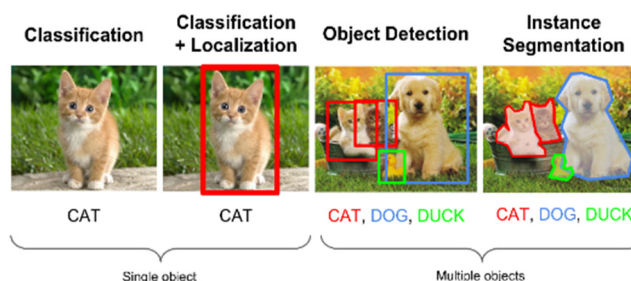 Classification
Classification
+ Localization
Object Detection
Instance
Segmentation
CAT
CAT
CAT, DOG, DUCK
CAT, DOG, DUCK
Single object
Multiple objects